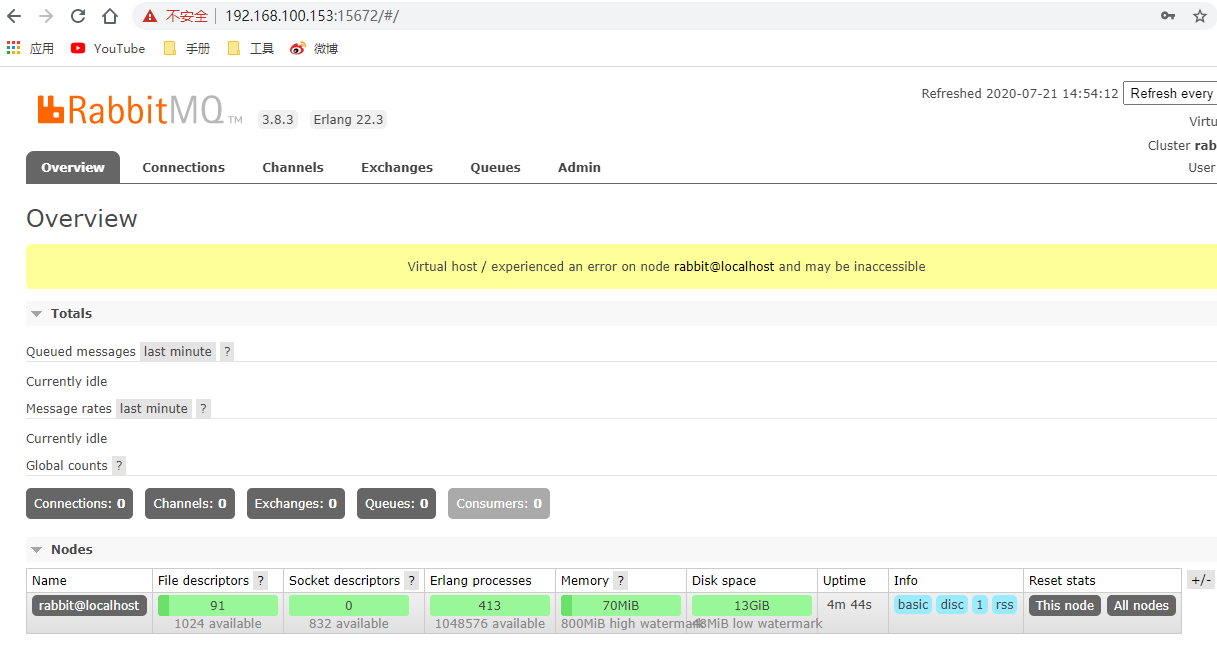 不安全 | 192.168.100.153:15672/#/
应用 YouTube 手册 工具 微博
RabbitMQ TM 3.8.3 Erlang 22.3
Refreshed 2020-07-21 14:54:12 Refresh every
Virtu
Cluster rab
User
Overview Connections Channels Exchanges Queues Admin
Overview
Virtual host / experienced an error on node rabbit@localhost and may be inaccessible
Totals
Queued messages last minute ?
Currently idle
Message rates last minute ?
Currently idle
Global counts ?
Connections: 0 Channels: 0 Exchanges: 0 Queues: 0 Consumers: 0
Nodes
Name File descriptors ? Socket descriptors ? Erlang processes Memory ? Disk space Uptime Info Reset stats +/-
rabbit@localhost 91 0 413 70MiB 13GiB 4m 44s basic disc 1 rss This node All nodes
1024 available 832 available 1048576 available 800MiB high watermark 48MiB low watermark